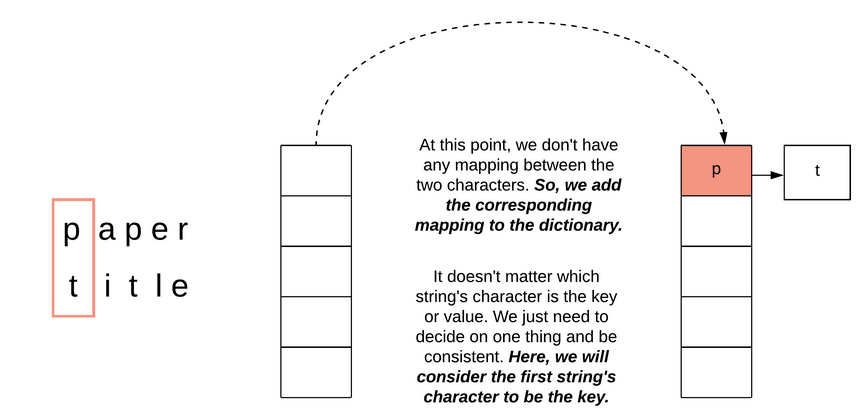 p a p e r
t i t l e
At this point, we don't have
any mapping between the
two characters. So, we add
the corresponding
mapping to the dictionary.
It doesn't matter which
string's character is the key
or value. We just need to
decide on one thing and be
consistent. Here, we will
consider the first string's
character to be the key.
p
t